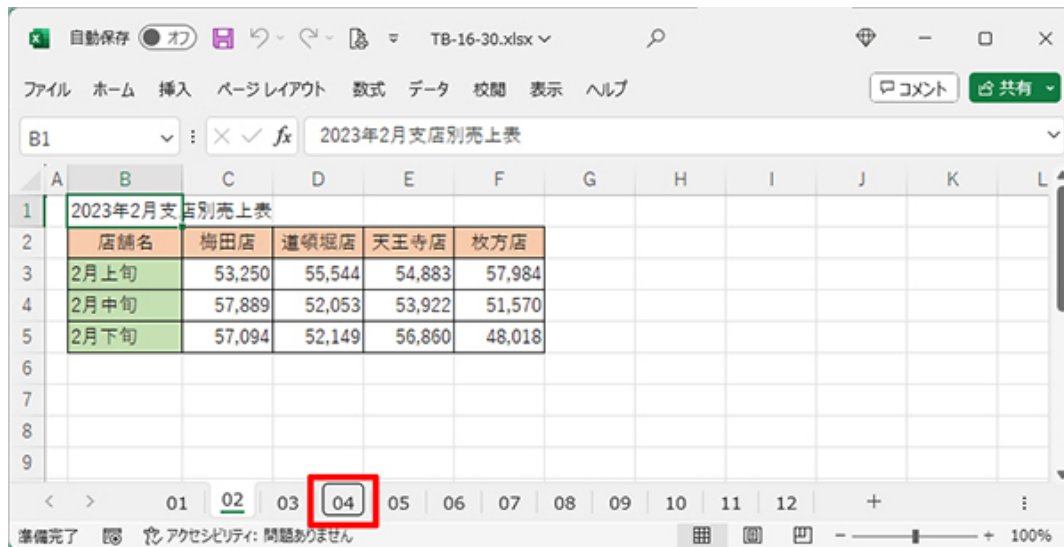 自動保存 オフ TB-16-30.xlsx
ファイル ホーム 挿入 ページ レイアウト 数式 データ 校閲 表示 ヘルプ コメント 共有
B1 fx 2023年2月支店別売上表
A B C D E F G H I J K L
1 2023年2月支店別売上表
2 店舗名 梅田店 道頓堀店 天王寺店 枚方店
3 2月上旬 53,250 55,544 54,883 57,984
4 2月中旬 57,889 52,053 53,922 51,570
5 2月下旬 57,094 52,149 56,860 48,018
6
7
8
9
01 02 03 04 05 06 07 08 09 10 11 12 +
準備完了 アクセシビリティ: 問題ありません - + 100%